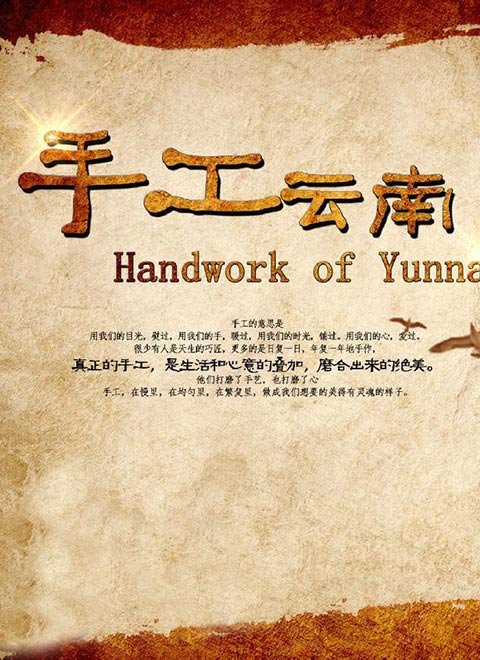 手工云南
Handwork of Yunna
手工的意思是
用我们的目光，熨过，用我们的手，暖过，用我们的时光，铺过。用我们的心，爱过。
很少有人是天生的巧匠，更多的是日复一日，年复一年地手作，
真正的手工，是生活和心意的叠加，磨合出来的绝美。
他们打磨了手艺，也打磨了心
手工，在慢里，在均匀里，在繁复里，做成我们想要的美得有灵魂的样子。